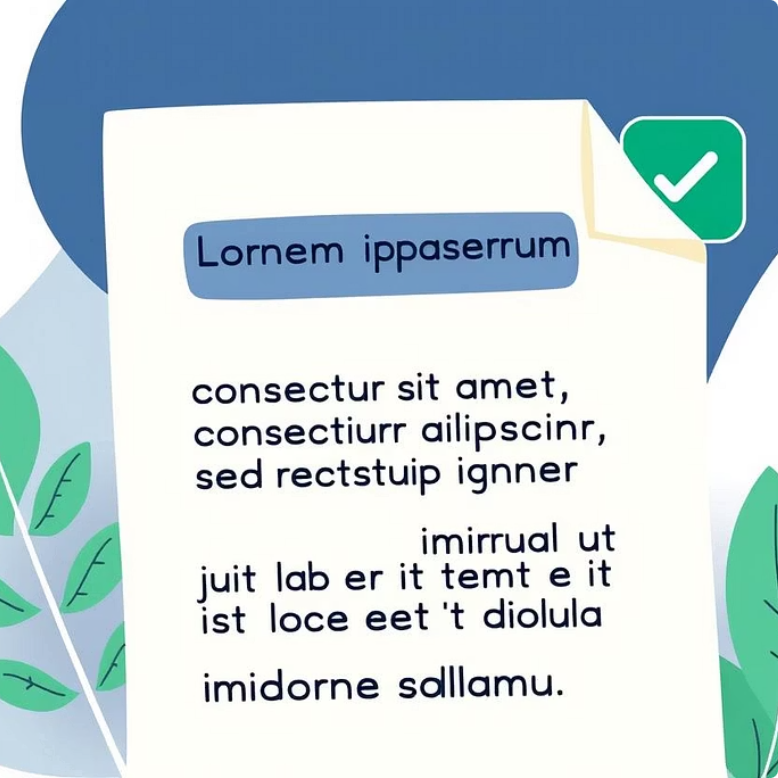 Lornem ippaserrum
consectur sit amet,
consectiurr ailipscinr,
sed rectstuip ignner
imirrual ut
juit lab er it temt e it
ist loce eet 't diolula
imidorne sdllamu.